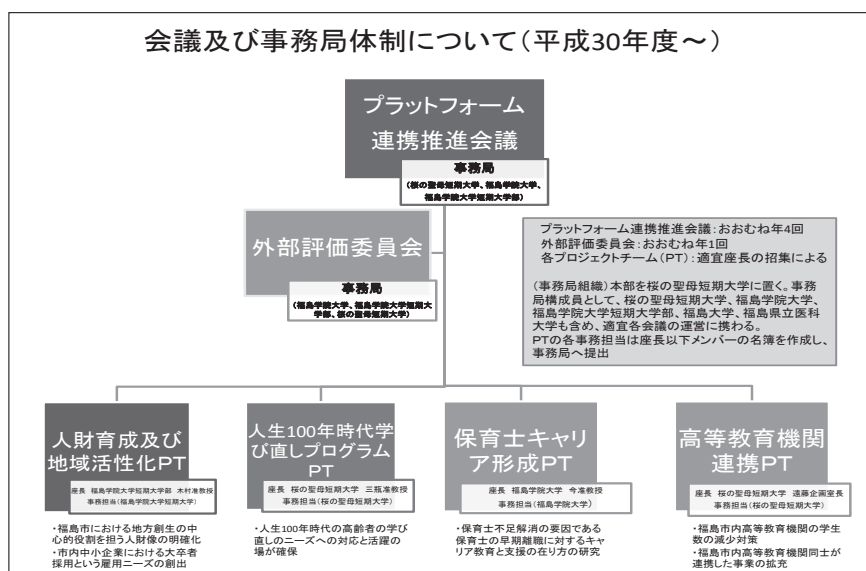 会議及び事務局体制について（平成30年度～）
プラットフォーム
連携推進会議
事務局
（桜の聖母短期大学、福島学院大学、
福島学院大学短期大学部）
外部評価委員会
事務局
（福島学院大学、福島学院大学短期大
学部、桜の聖母短期大学）
プラットフォーム連携推進会議：おおむね年4回
外部評価委員会：おおむね年1回
各プロジェクトチーム（PT）：適宜座長の招集による
（事務局組織）本部を桜の聖母短期大学に置く。事務
局構成員として、桜の聖母短期大学、福島学院大学、
福島学院大学短期大学部、福島大学、福島県立医科
大学も含め、適宜各会議の運営に携わる。
PTの各事務担当は座長以下メンバーの名簿を作成し、
事務局へ提出
人財育成及び
地域活性化PT
座長 福島学院大学短期大学部 木村准教授
事務担当（福島学院大学短期大学）
・福島市における地方創生の中
心的役割を担う人財像の明確化
・市内中小企業における大卒者
採用という雇用ニーズの創出
人生100年時代学
び直しプログラム
PT
座長 桜の聖母短期大学 三瓶准教授
事務担当（桜の聖母短期大学）
・人生100年時代の高齢者の学び
直しのニーズへの対応と活躍の
場が確保
保育士キャリ
ア形成PT
座長 福島学院大学 今准教授
事務担当（福島学院大学）
・保育士不足解消の要因である
保育士の早期離職に対するキャ
リア教育と支援の在り方の研究
高等教育機関
連携PT
座長 桜の聖母短期大学 遠藤企画室長
事務担当（桜の聖母短期大学）
・福島市内高等教育機関の学生
数の減少対策
・福島市内高等教育機関同士が
連携した事業の拡充